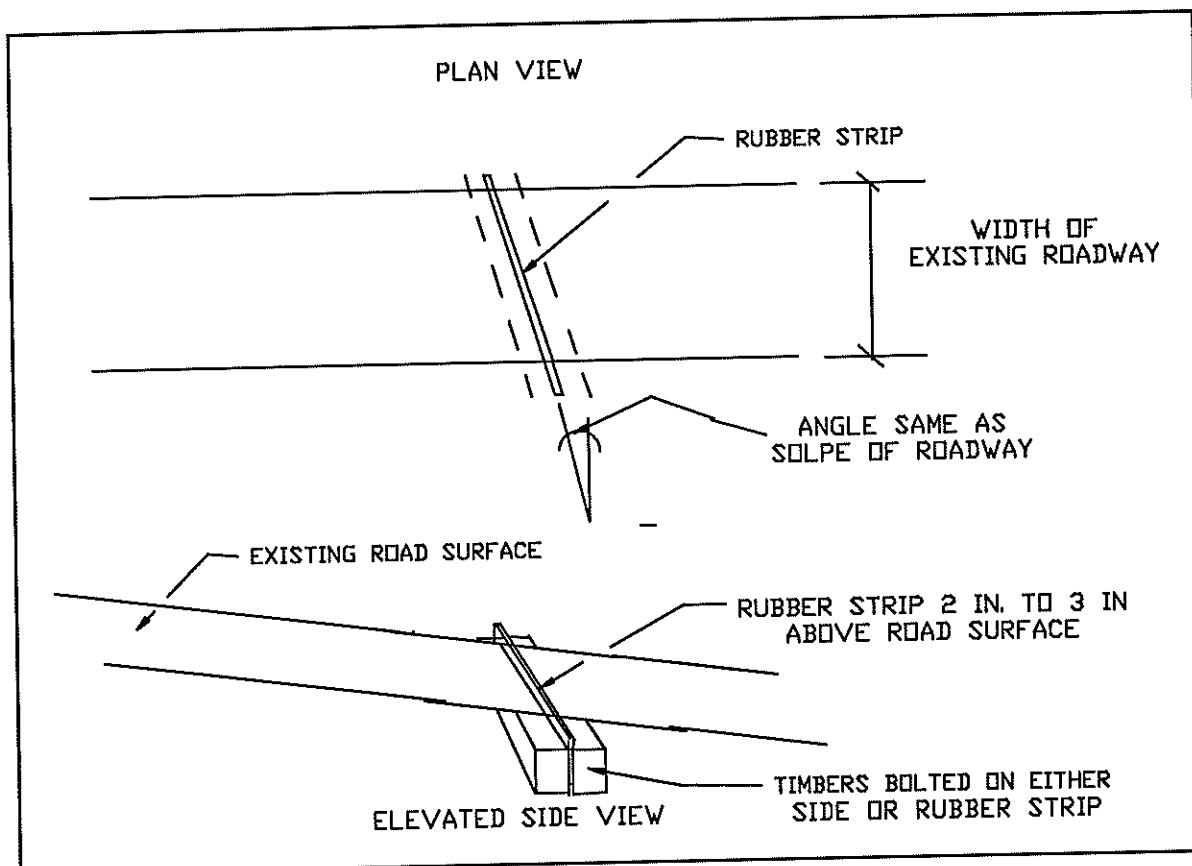 PLAN VIEW
RUBBER STRIP
WIDTH OF
EXISTING ROADWAY
ANGLE SAME AS
SOLPE OF ROADWAY
EXISTING ROAD SURFACE
RUBBER STRIP 2 IN. TO 3 IN
ABOVE ROAD SURFACE
TIMBERS BOLTED ON EITHER
SIDE OR RUBBER STRIP
ELEVATED SIDE VIEW